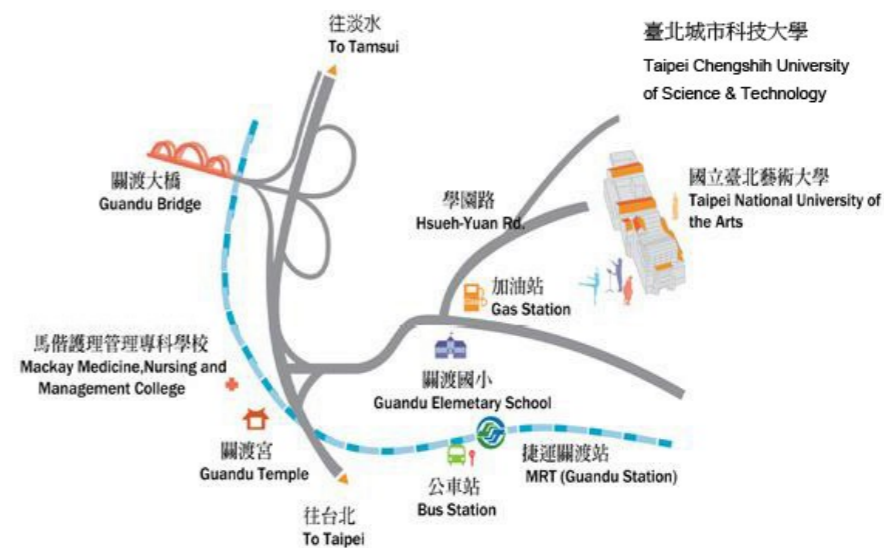 往淡水
To Tamsui
臺北城市科技大學
Taipei Chengshih University
of Science & Technology
關渡大橋
Guandu Bridge
學園路
Hsueh-Yuan Rd.
國立臺北藝術大學
Taipei National University of
the Arts
加油站
Gas Station
馬偕護理管理專科學校
Mackay Medicine,Nursing and
Management College
關渡國小
Guandu Elemetary School
關渡宮
Guandu Temple
捷運關渡站
MRT (Guandu Station)
公車站
Bus Station
往台北
To Taipei